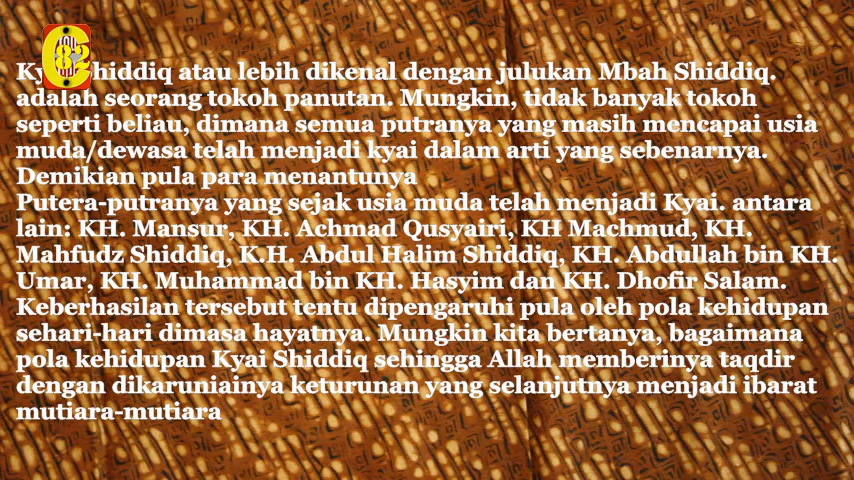 Kyai Shiddiq atau lebih dikenal dengan julukan Mbah Shiddiq.
adalah seorang tokoh panutan. Mungkin, tidak banyak tokoh
seperti beliau, dimana semua putranya yang masih mencapai usia
muda/dewasa telah menjadi kyai dalam arti yang sebenarnya.
Demikian pula para menantunya
Putera-putranya yang sejak usia muda telah menjadi Kyai. antara
lain: KH. Mansur, KH. Achmad Qusyairi, KH Machmud, KH.
Mahfudz Shiddiq, K.H. Abdul Halim Shiddiq, KH. Abdullah bin KH.
Umar, KH. Muhammad bin KH. Hasyim dan KH. Dhofir Salam.
Keberhasilan tersebut tentu dipengaruhi pula oleh pola kehidupan
sehari-hari dimasa hayatnya. Mungkin kita bertanya, bagaimana
pola kehidupan Kyai Shiddiq sehingga Allah memberinya taqdir
dengan dikaruniainya keturunan yang selanjutnya menjadi ibarat
mutiara-mutiara